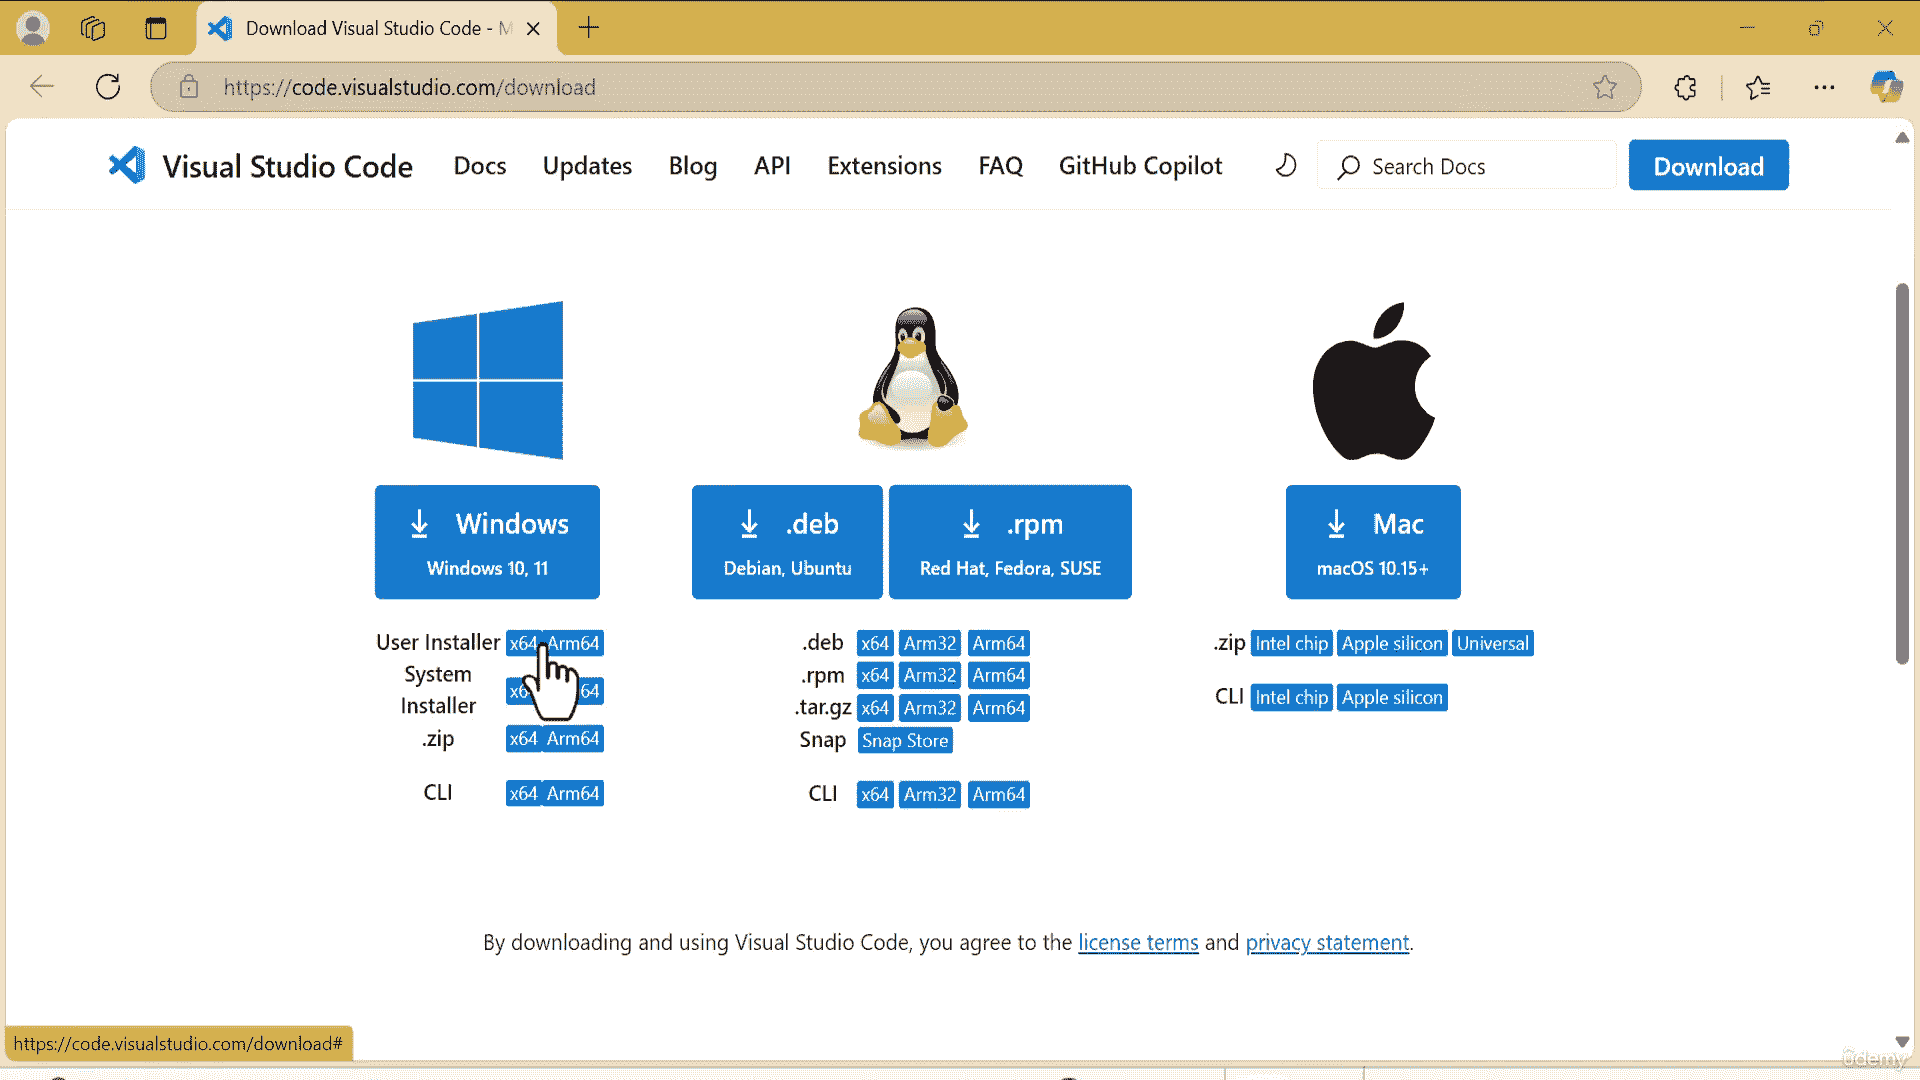 Download Visual Studio Code - M
https://code.visualstudio.com/download
Visual Studio Code Docs Updates Blog API Extensions FAQ GitHub Copilot Search Docs Download
Windows
Windows 10, 11
.deb
Debian, Ubuntu
.rpm
Red Hat, Fedora, SUSE
Mac
macOS 10.15+
User Installer x64 Arm64
System
Installer
.zip x64 Arm64
CLI x64 Arm64
.deb x64 Arm32 Arm64
.rpm x64 Arm32 Arm64
.tar.gz x64 Arm32 Arm64
Snap Snap Store
CLI x64 Arm32 Arm64
.zip Intel chip Apple silicon Universal
CLI Intel chip Apple silicon
By downloading and using Visual Studio Code, you agree to the license terms and privacy statement.
https://code.visualstudio.com/download#
udemy